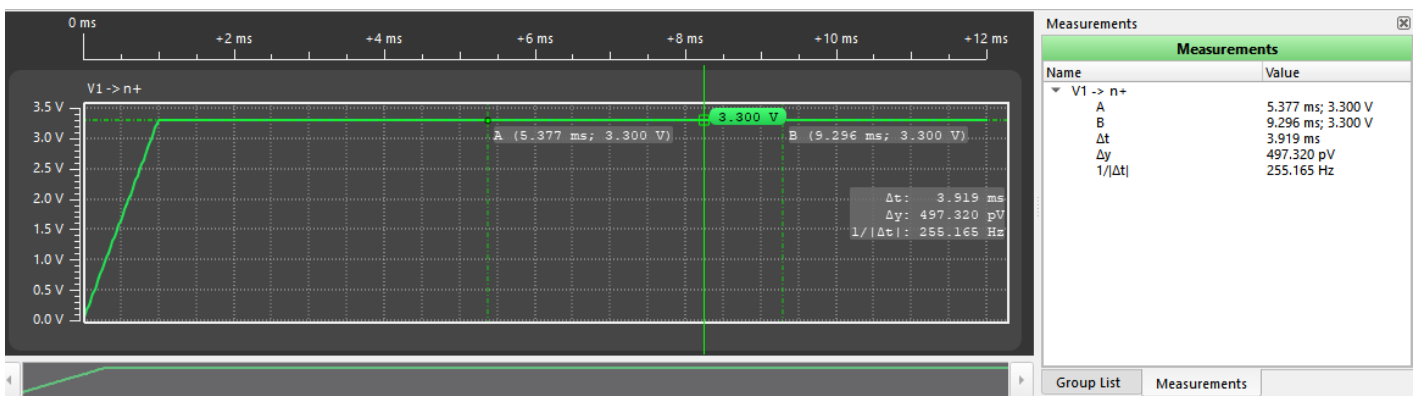 0 ms
+2 ms
+4 ms
+6 ms
+8 ms
+10 ms
+12 ms
V1 -> n+
3.5 V
3.0 V
2.5 V
2.0 V
1.5 V
1.0 V
0.5 V
0.0 V
3.300 V
A (5.377 ms; 3.300 V)
B (9.296 ms; 3.300 V)
Δt: 3.919 ms
Δy: 497.320 pV
1/|Δt|: 255.165 Hz
Measurements
Measurements
Name Value
V1 -> n+
A 5.377 ms; 3.300 V
B 9.296 ms; 3.300 V
Δt 3.919 ms
Δy 497.320 pV
1/|Δt| 255.165 Hz
Group List Measurements